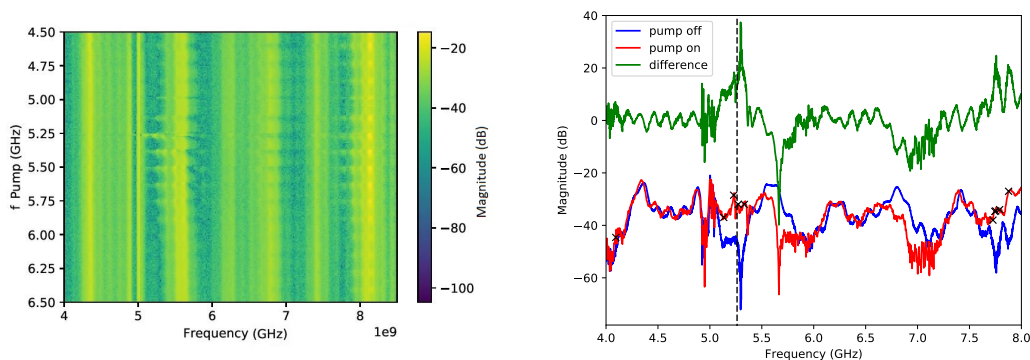 4.50
4.75
5.00
5.25
5.50
5.75
6.00
6.25
6.50
f Pump (GHz)
4 5 6 7 8
1e9
Frequency (GHz)
−20
−40
−60
−80
−100
Magnitude (dB)
40
20
0
−20
−40
−60
Magnitude (dB)
pump off
pump on
difference
4.0 4.5 5.0 5.5 6.0 6.5 7.0 7.5 8.0
Frequency (GHz)